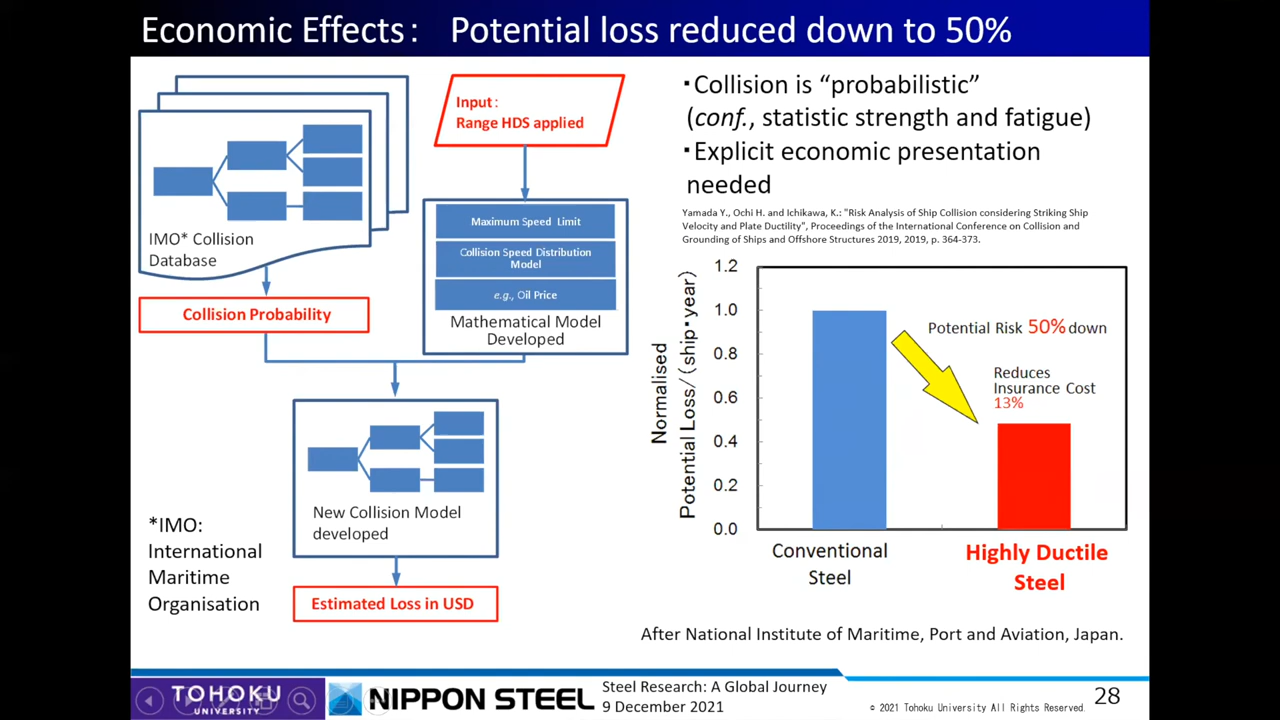 Economic Effects： Potential loss reduced down to 50%
IMO* Collision
Database
Collision Probability
Input：
Range HDS applied
Maximum Speed Limit
Collision Speed Distribution
Model
e.g., Oil Price
Mathematical Model
Developed
New Collision Model
developed
Estimated Loss in USD
*IMO:
International
Maritime
Organisation
･Collision is “probabilistic”
(conf., statistic strength and fatigue)
･Explicit economic presentation
needed
Yamada Y., Ochi H. and Ichikawa, K.: "Risk Analysis of Ship Collision considering Striking Ship
Velocity and Plate Ductility", Proceedings of the International Conference on Collision and
Grounding of Ships and Offshore Structures 2019, 2019, p. 364-373.
Normalised
Potential Loss/（ship･year）
1.2
1.0
0.8
0.6
0.4
0.2
0.0
Potential Risk 50% down
Reduces
Insurance Cost
13%
Conventional
Steel
Highly Ductile
Steel
After National Institute of Maritime, Port and Aviation, Japan.
TOHOKU
UNIVERSITY
NIPPON STEEL
Steel Research: A Global Journey
9 December 2021
28
© 2021 Tohoku University All Rights Reserved.